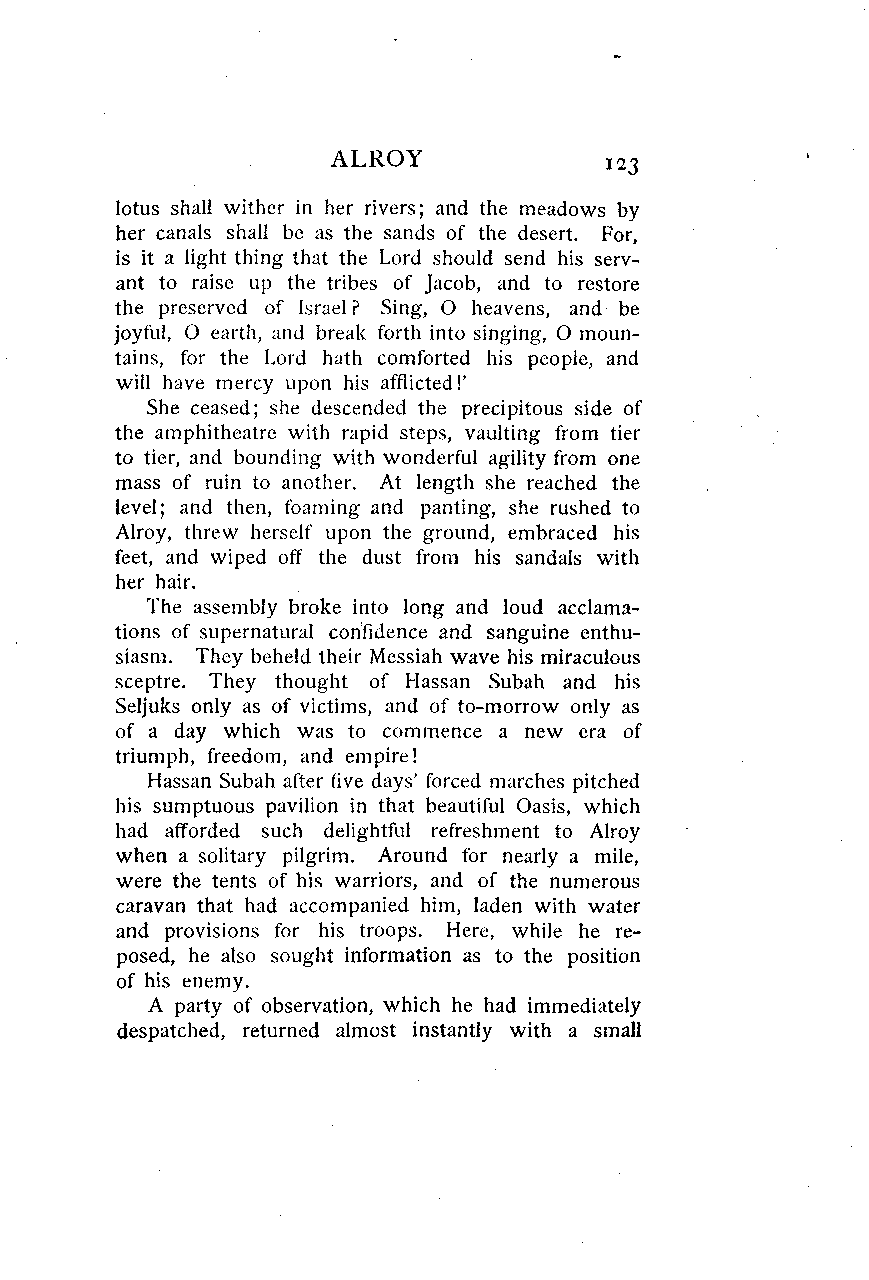 ALROY 123
lotus shall wither in her rivers; and the meadows by
her canals shall be as the sands of the desert. For,
is it a light thing that the Lord should send his serv-
ant to raise up the tribes of Jacob, and to restore
the preserved of Israel? Sing, O heavens, and be
joyful, O earth, and break forth into singing, O moun-
tains, for the Lord hath comforted his people, and
will have mercy upon his afflicted!'
She ceased; she descended the precipitous side of
the amphitheatre with rapid steps, vaulting from tier
to tier, and bounding with wonderful agility from one
mass of ruin to another. At length she reached the
level; and then, foaming and panting, she rushed to
Alroy, threw herself upon the ground, embraced his
feet, and wiped off the dust from his sandals with
her hair.
The assembly broke into long and loud acclama-
tions of supernatural confidence and sanguine enthu-
siasm. They beheld their Messiah wave his miraculous
sceptre. They thought of Hassan Subah and his
Seljuks only as of victims, and of to-morrow only as
of a day which was to commence a new era of
triumph, freedom, and empire!
Hassan Subah after five days' forced marches pitched
his sumptuous pavilion in that beautiful Oasis, which
had afforded such delightful refreshment to Alroy
when a solitary pilgrim. Around for nearly a mile,
were the tents of his warriors, and of the numerous
caravan that had accompanied him, laden with water
and provisions for his troops. Here, while he re-
posed, he also sought information as to the position
of his enemy.
A party of observation, which he had immediately
despatched, returned almost instantly with a small